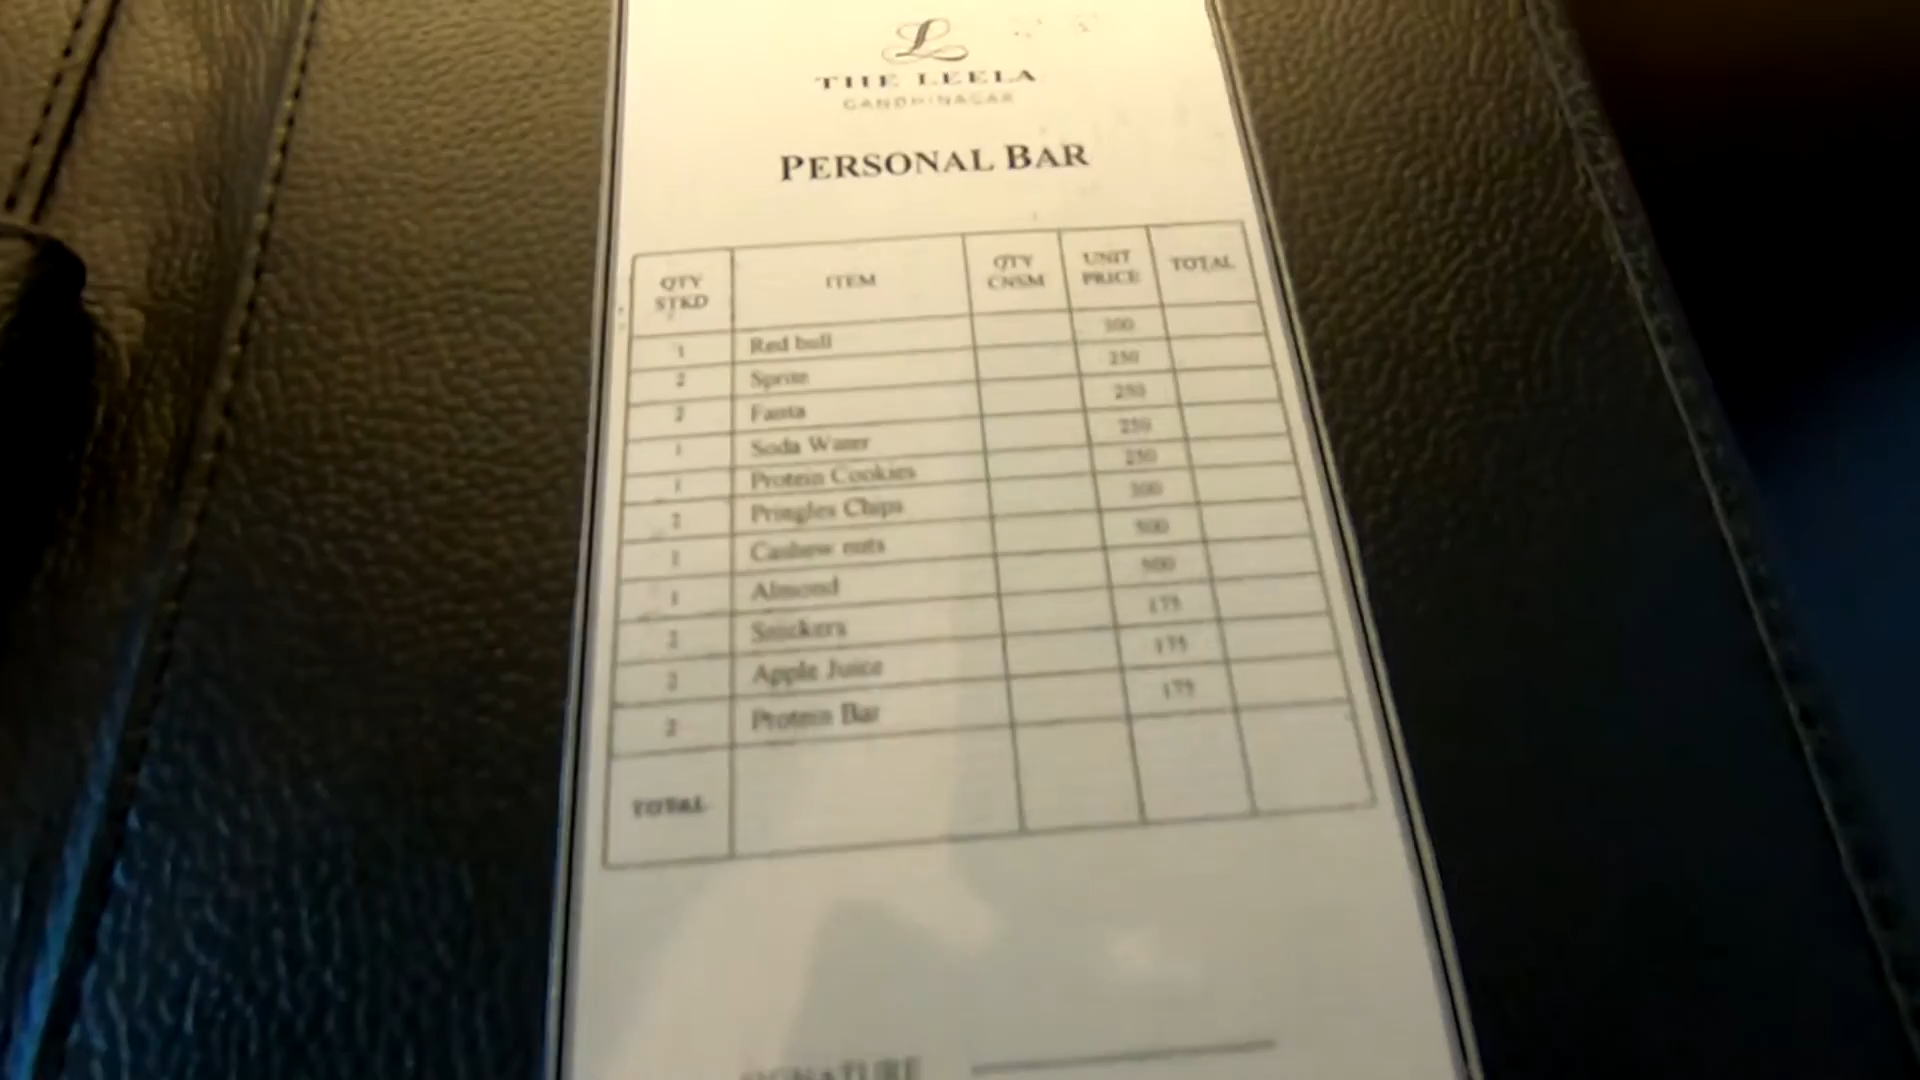 L
THE LEELA
GANDHINAGAR
PERSONAL BAR
QTY STKD ITEM QTY CNSM UNIT PRICE TOTAL
1 Red bull 300
2 Sprite 250
2 Fanta 250
1 Soda Water 250
1 Protein Cookies 250
2 Pringles Chips 300
1 Cashew nuts 500
1 Almond 500
2 Snickers 175
2 Apple Juice 175
2 Protein Bar 175
TOTAL
SIGNATURE